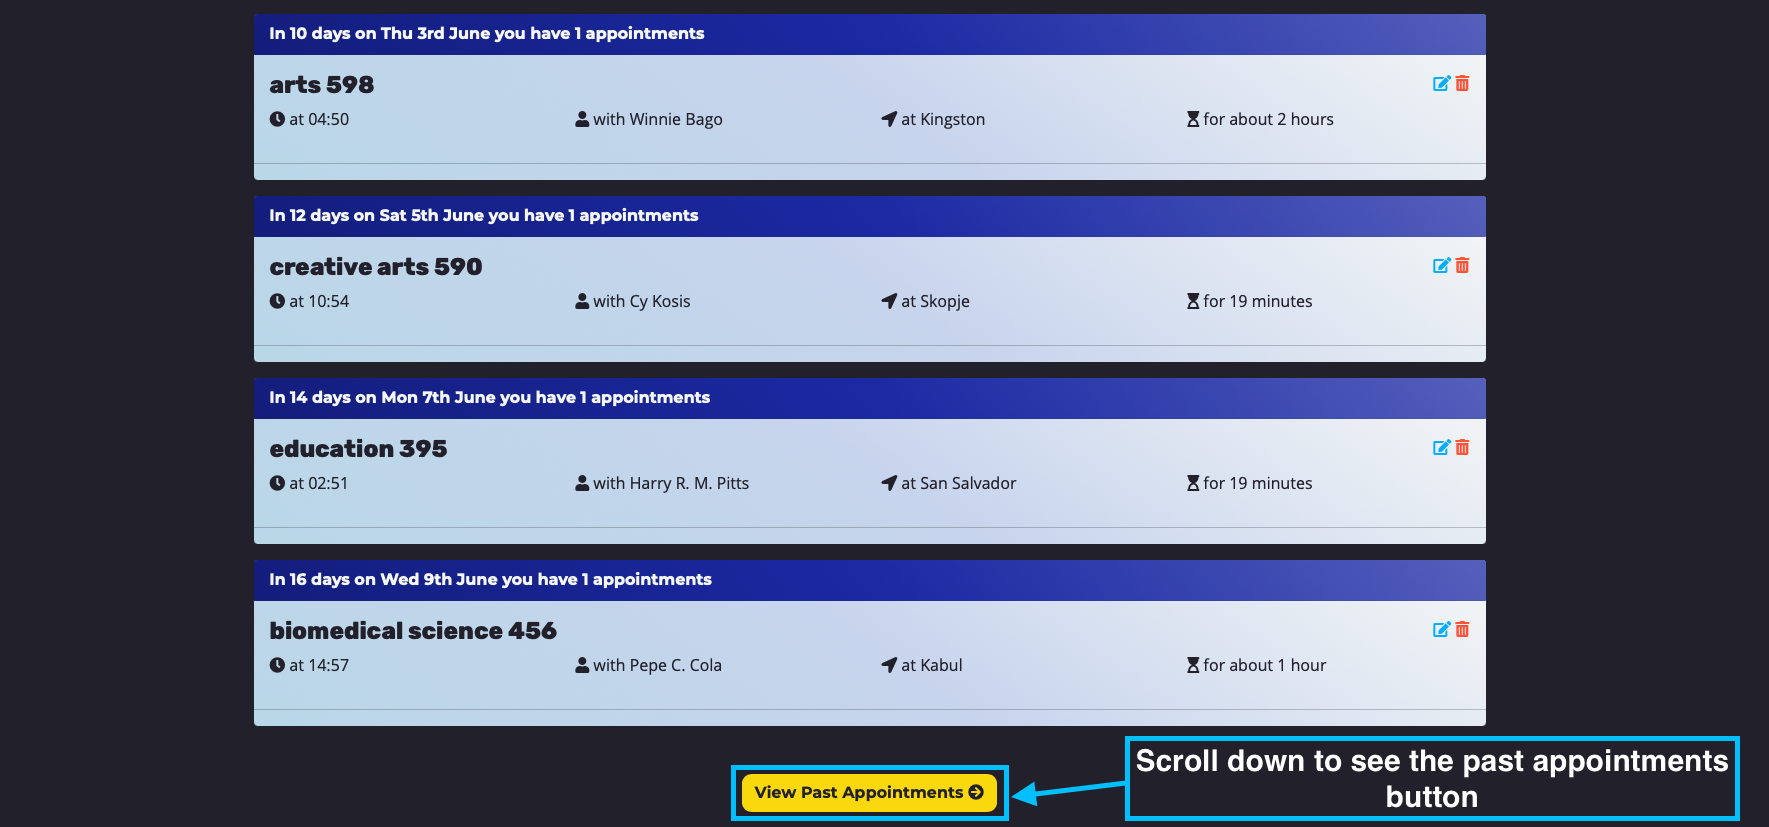 In 10 days on Thu 3rd June you have 1 appointments
arts 598
at 04:50 with Winnie Bago at Kingston for about 2 hours
In 12 days on Sat 5th June you have 1 appointments
creative arts 590
at 10:54 with Cy Kosis at Skopje for 19 minutes
In 14 days on Mon 7th June you have 1 appointments
education 395
at 02:51 with Harry R. M. Pitts at San Salvador for 19 minutes
In 16 days on Wed 9th June you have 1 appointments
biomedical science 456
at 14:57 with Pepe C. Cola at Kabul for about 1 hour
View Past Appointments
Scroll down to see the past appointments
button